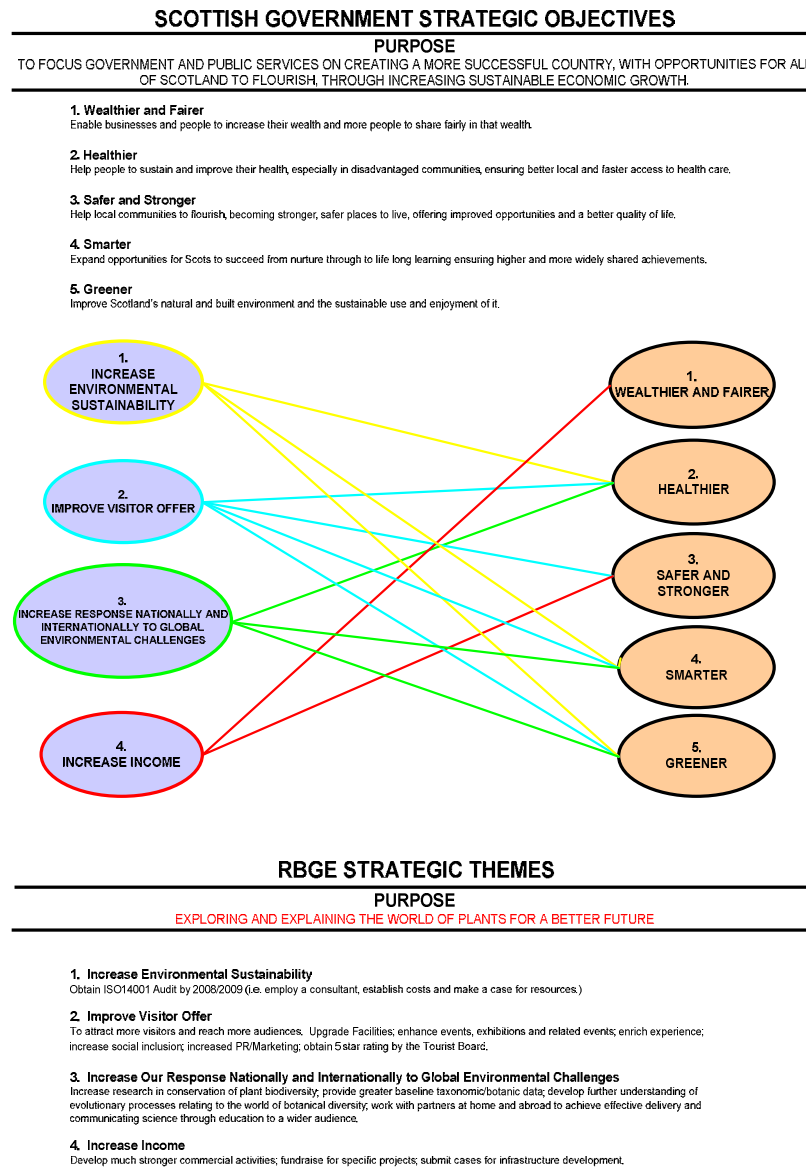 SCOTTISH GOVERNMENT STRATEGIC OBJECTIVES
PURPOSE
TO FOCUS GOVERNMENT AND PUBLIC SERVICES ON CREATING A MORE SUCCESSFUL COUNTRY, WITH OPPORTUNITIES FOR ALL
OF SCOTLAND TO FLOURISH, THROUGH INCREASING SUSTAINABLE ECONOMIC GROWTH.
1. Wealthier and Fairer
Enable businesses and people to increase their wealth and more people to share fairly in that wealth.
2. Healthier
Help people to sustain and improve their health, especially in disadvantaged communities, ensuring better local and faster access to health care.
3. Safer and Stronger
Help local communities to flourish, becoming stronger, safer places to live, offering improved opportunities and a better quality of life.
4. Smarter
Expand opportunities for Scots to succeed from nurture through to life long learning ensuring higher and more widely shared achievements.
5. Greener
Improve Scotland's natural and built environment and the sustainable use and enjoyment of it.
1.
INCREASE
ENVIRONMENTAL
SUSTAINABILITY
2.
IMPROVE VISITOR OFFER
3.
INCREASE RESPONSE NATIONALLY AND
INTERNATIONALLY TO GLOBAL
ENVIRONMENTAL CHALLENGES
4.
INCREASE INCOME
1.
WEALTHIER AND FAIRER
2.
HEALTHIER
3.
SAFER AND
STRONGER
4.
SMARTER
5.
GREENER
RBGE STRATEGIC THEMES
PURPOSE
EXPLORING AND EXPLAINING THE WORLD OF PLANTS FOR A BETTER FUTURE
1. Increase Environmental Sustainability
Obtain ISO14001 Audit by 2008/2009 (i.e. employ a consultant, establish costs and make a case for resources.)
2. Improve Visitor Offer
To attract more visitors and reach more audiences. Upgrade Facilities; enhance events, exhibitions and related events; enrich experience;
increase social inclusion; increased PR/Marketing; obtain 5 star rating by the Tourist Board.
3. Increase Our Response Nationally and Internationally to Global Environmental Challenges
Increase research in conservation of plant biodiversity; provide greater baseline taxonomic/botanic data; develop further understanding of
evolutionary processes relating to the world of botanical diversity; work with partners at home and abroad to achieve effective delivery and
communicating science through education to a wider audience.
4. Increase Income
Develop much stronger commercial activities; fundraise for specific projects; submit cases for infrastructure development.